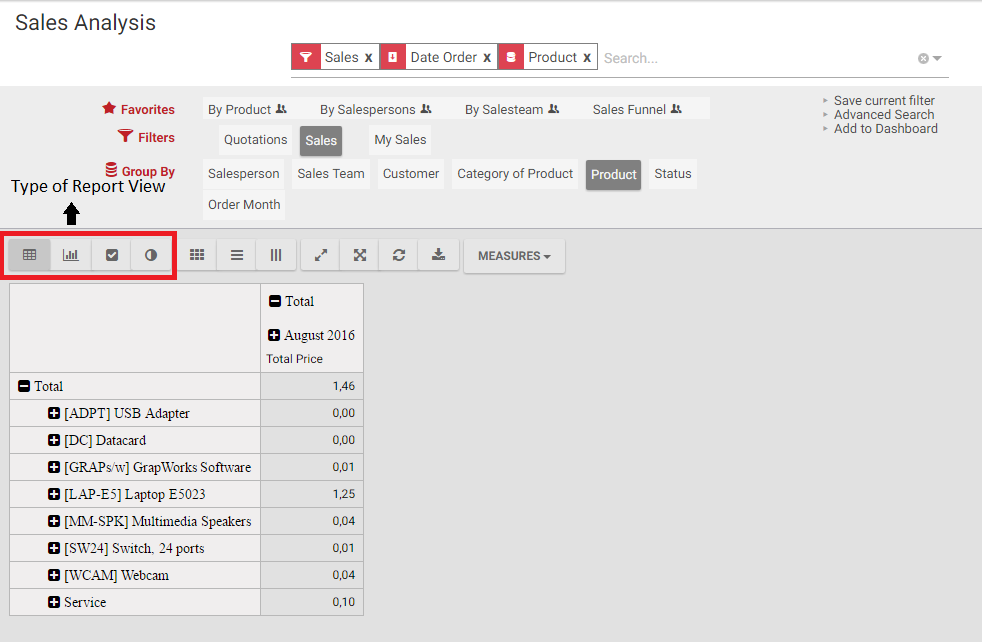 Sales Analysis
Sales x Date Order x Product x Search...
Favorites By Product By Salespersons By Salesteam Sales Funnel
Filters Quotations Sales My Sales
Group By Salesperson Sales Team Customer Category of Product Product Status
Order Month
Save current filter
Advanced Search
Add to Dashboard
Type of Report View
MEASURES
Total
August 2016
Total Price
Total 1,46
[ADPT] USB Adapter 0,00
[DC] Datacard 0,00
[GRAPs/w] GrapWorks Software 0,01
[LAP-E5] Laptop E5023 1,25
[MM-SPK] Multimedia Speakers 0,04
[SW24] Switch, 24 ports 0,01
[WCAM] Webcam 0,04
Service 0,10